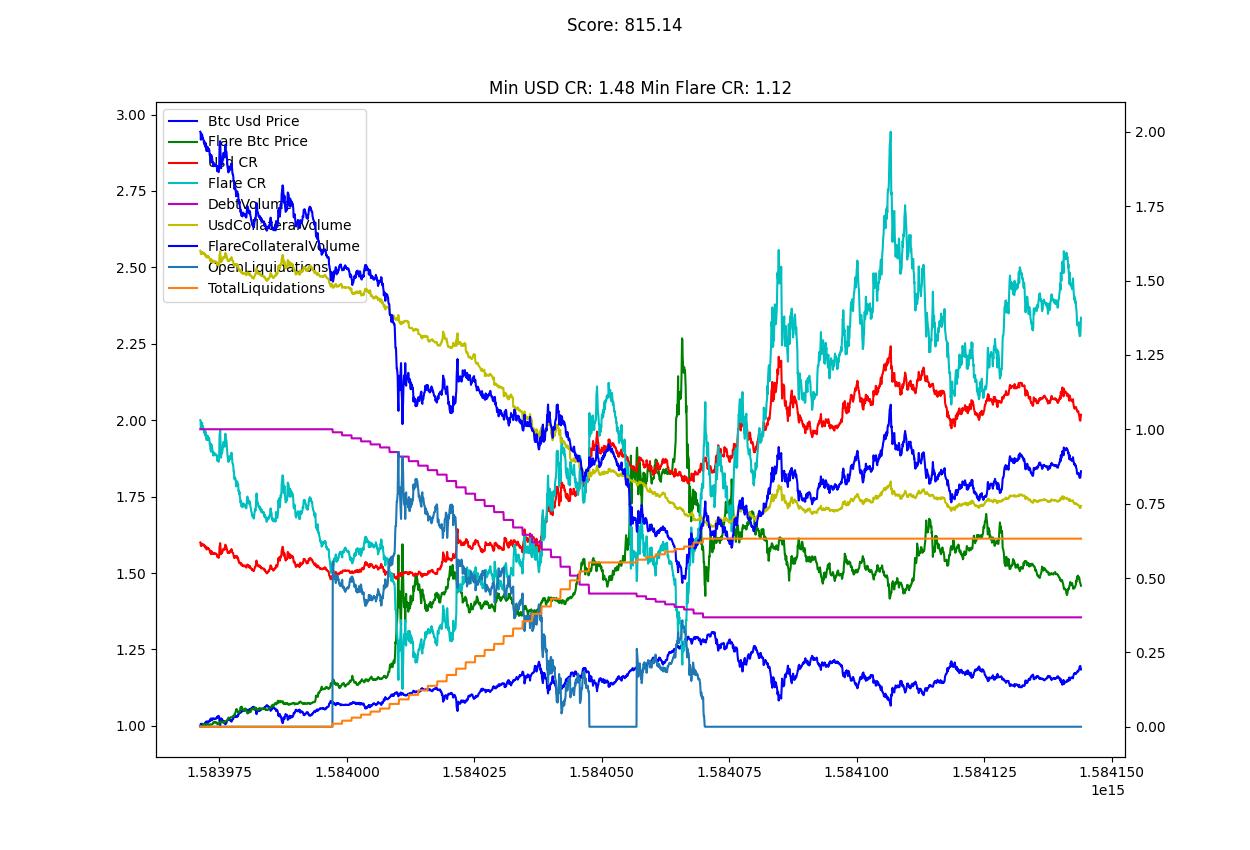 Score: 815.14
Min USD CR: 1.48 Min Flare CR: 1.12
Btc Usd Price
Flare Btc Price
Usd CR
Flare CR
DebtVolume
UsdCollateralVolume
FlareCollateralVolume
OpenLiquidations
TotalLiquidations
3.00
2.75
2.50
2.25
2.00
1.75
1.50
1.25
1.00
2.00
1.75
1.50
1.25
1.00
0.75
0.50
0.25
0.00
1.583975
1.584000
1.584025
1.584050
1.584075
1.584100
1.584125
1.584150
1e15